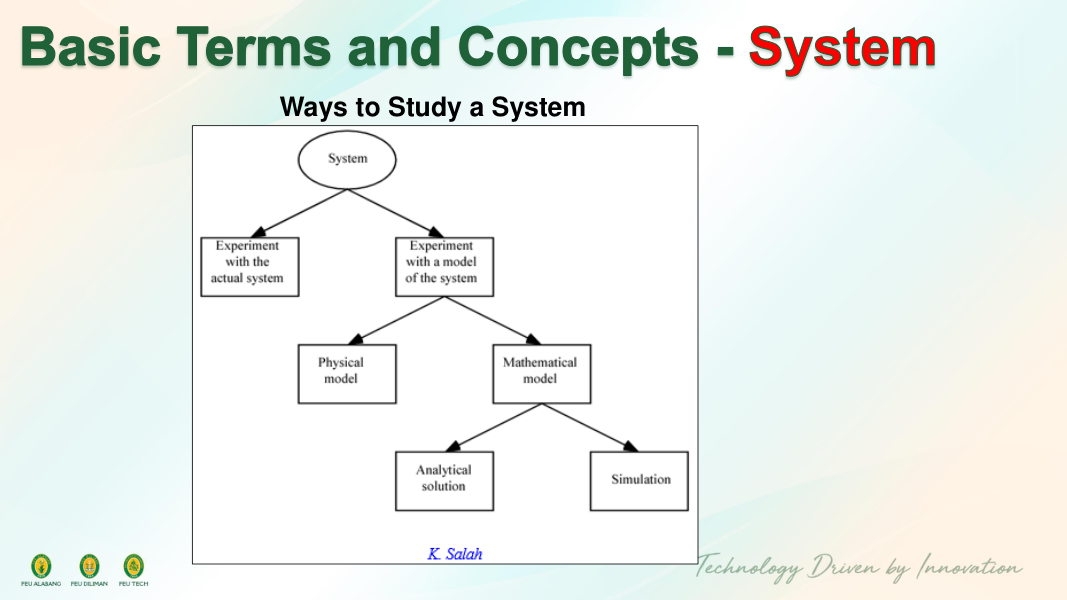 Basic Terms and Concepts - System
Ways to Study a System
System
Experiment
with the
actual system
Experiment
with a model
of the system
Physical
model
Mathematical
model
Analytical
solution
Simulation
K. Salah
FEU ALABANG
FEU DILIMAN
FEU TECH
Technology Driven by Innovation